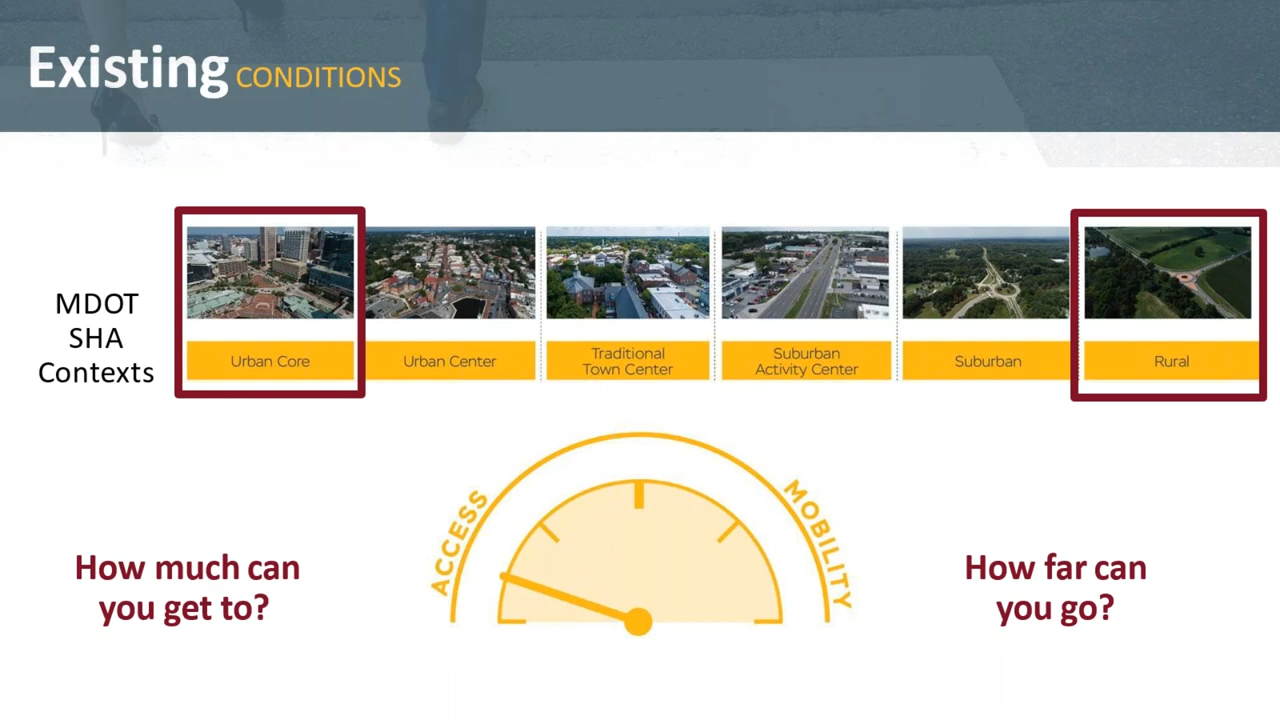 Existing CONDITIONS
MDOT
SHA
Contexts
Urban Core
Urban Center
Traditional
Town Center
Suburban
Activity Center
Suburban
Rural
ACCESS
MOBILITY
How much can
you get to?
How far can
you go?